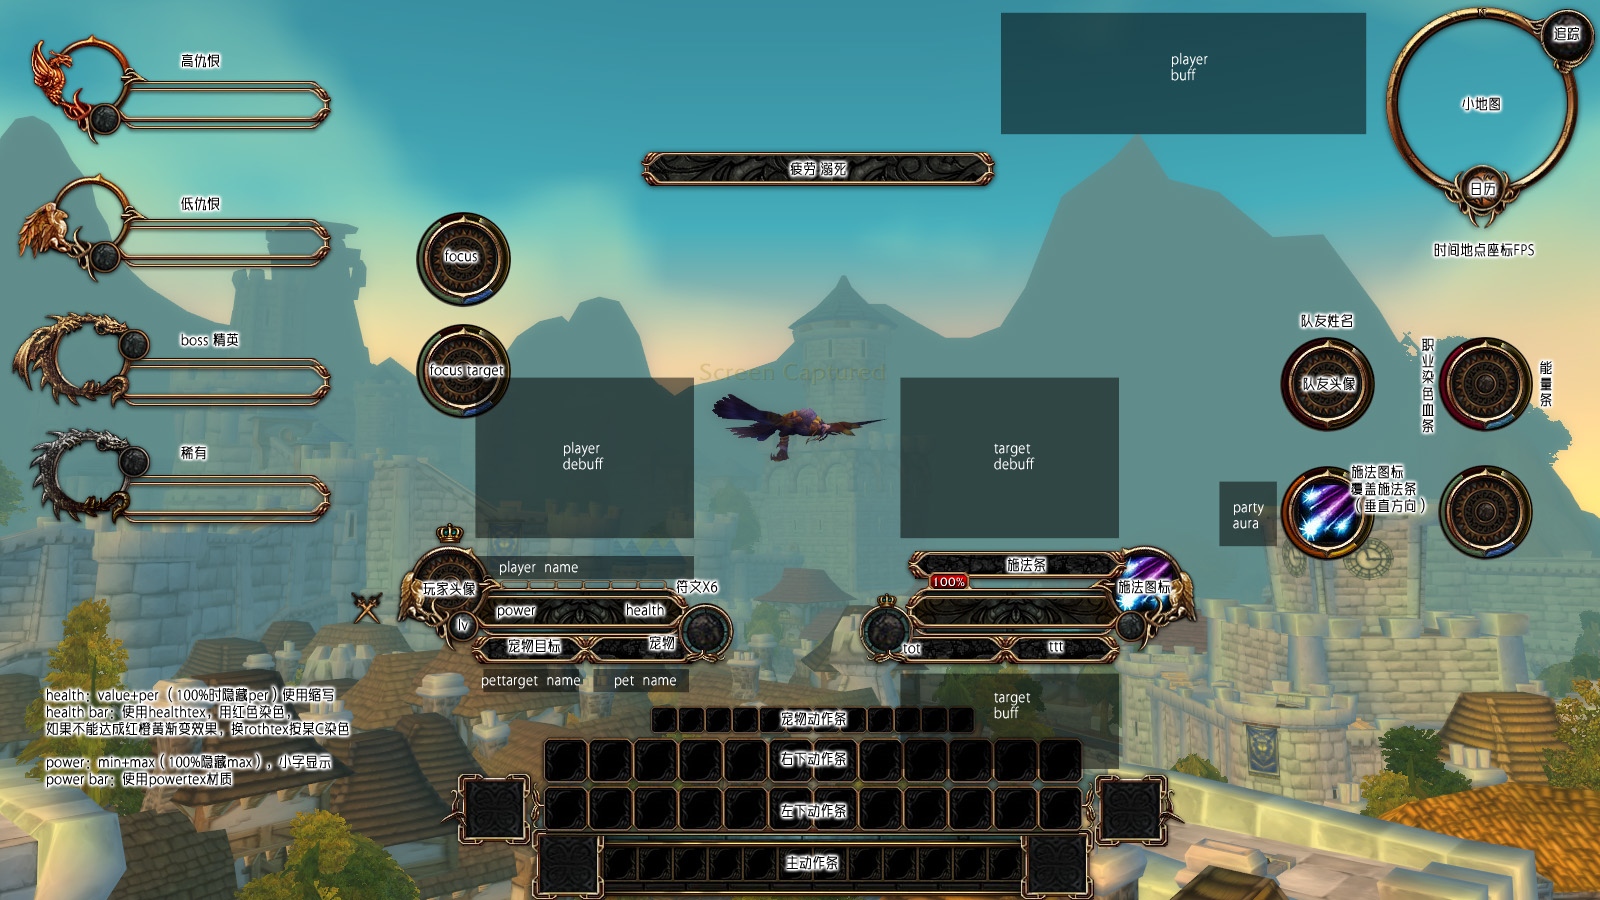 高仇恨
低仇恨
boss 精英
稀有
focus
focus target
疲劳 溺死
player
buff
追踪
小地图
日历
时间地点座标FPS
Screen Captured
player
debuff
target
debuff
队友姓名
队友头像
职业染色血条
能量条
施法图标
覆盖施法条
（垂直方向）
party
aura
player name
玩家头像
符文X6
power
health
lv
宠物目标
宠物
pettarget name
pet name
施法条
100%
施法图标
tot
ttt
target
buff
health：value+per（100%时隐藏per）使用缩写
health bar：使用healthtex，用红色染色，
如果不能达成红橙黄渐变效果，换rothtex按某C染色
power：min+max（100%隐藏max），小字显示
power bar：使用powertex材质
宠物动作条
右下动作条
左下动作条
主动作条